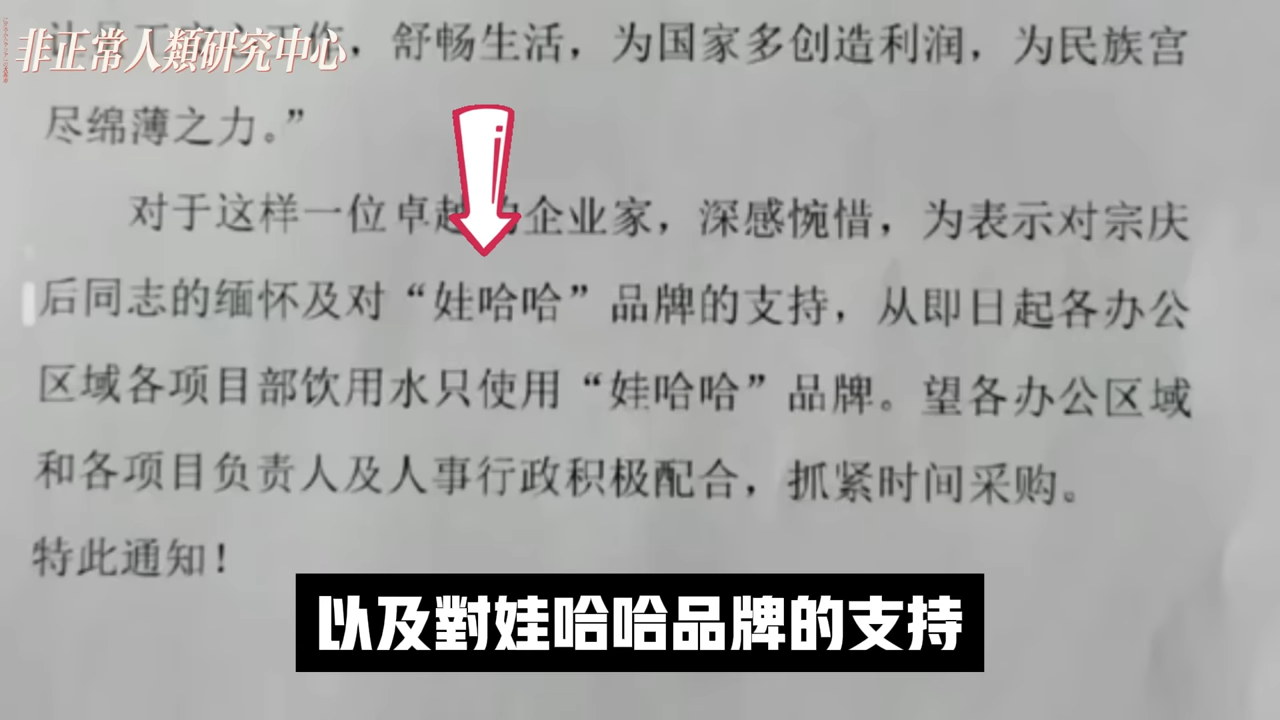 非正常人類研究中心
作，舒畅生活，为国家多创造利润，为民族宫
尽绵薄之力。”
对于这样一位卓越的企业家，深感惋惜，为表示对宗庆
后同志的缅怀及对“娃哈哈”品牌的支持，从即日起各办公
区域各项目部饮用水只使用“娃哈哈”品牌。望各办公区域
和各项目负责人及人事行政积极配合，抓紧时间采购。
特此通知！
以及對娃哈哈品牌的支持